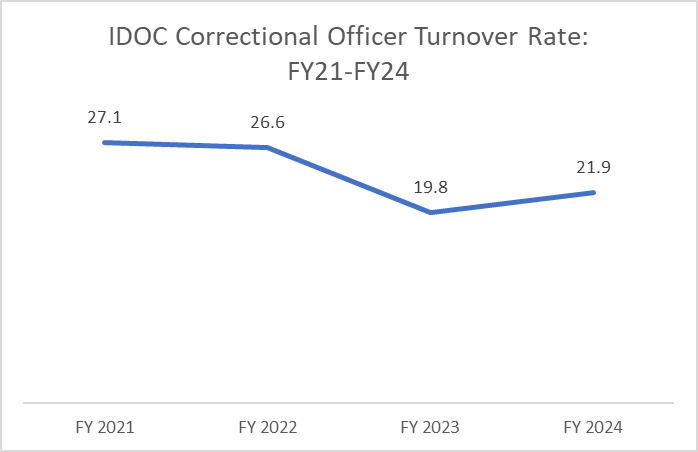 IDOC Correctional Officer Turnover Rate:
FY21-FY24
27.1
26.6
19.8
21.9
FY 2021
FY 2022
FY 2023
FY 2024